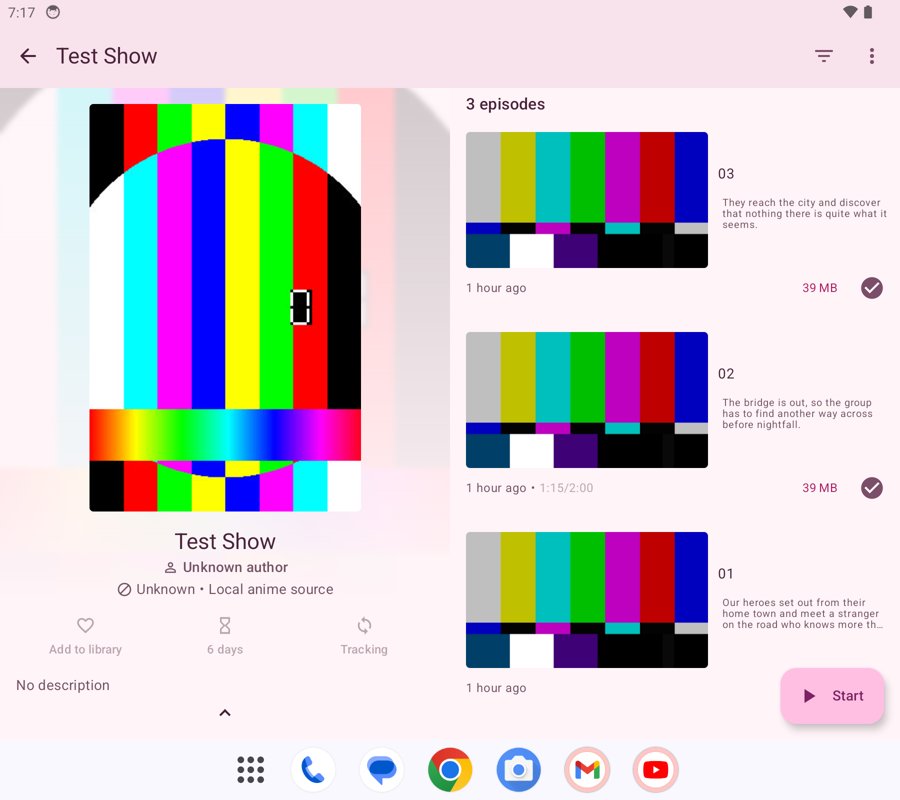 7:17
Test Show
3 episodes
03
They reach the city and discover
that nothing there is quite what it
seems.
1 hour ago
39 MB
02
The bridge is out, so the group
has to find another way across
before nightfall.
1 hour ago • 1:15/2:00
39 MB
01
Our heroes set out from their
home town and meet a stranger
on the road who knows more th…
1 hour ago
Start
Test Show
Unknown author
Unknown • Local anime source
Add to library
6 days
Tracking
No description